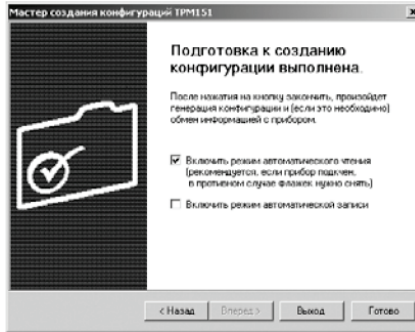 Мастер создания конфигураций ТРМ151
Подготовка к созданию
конфигурации выполнена.
После нажатия на кнопку закончить, произойдет
генерация конфигурации и (если это необходимо)
обмен информацией с прибором.
Включить режим автоматического чтения
(рекомендуется, если прибор подключен,
в противном случае флажек нужно снять)
Включить режим автоматической записи
< Назад
Вперед >
Выход
Готово